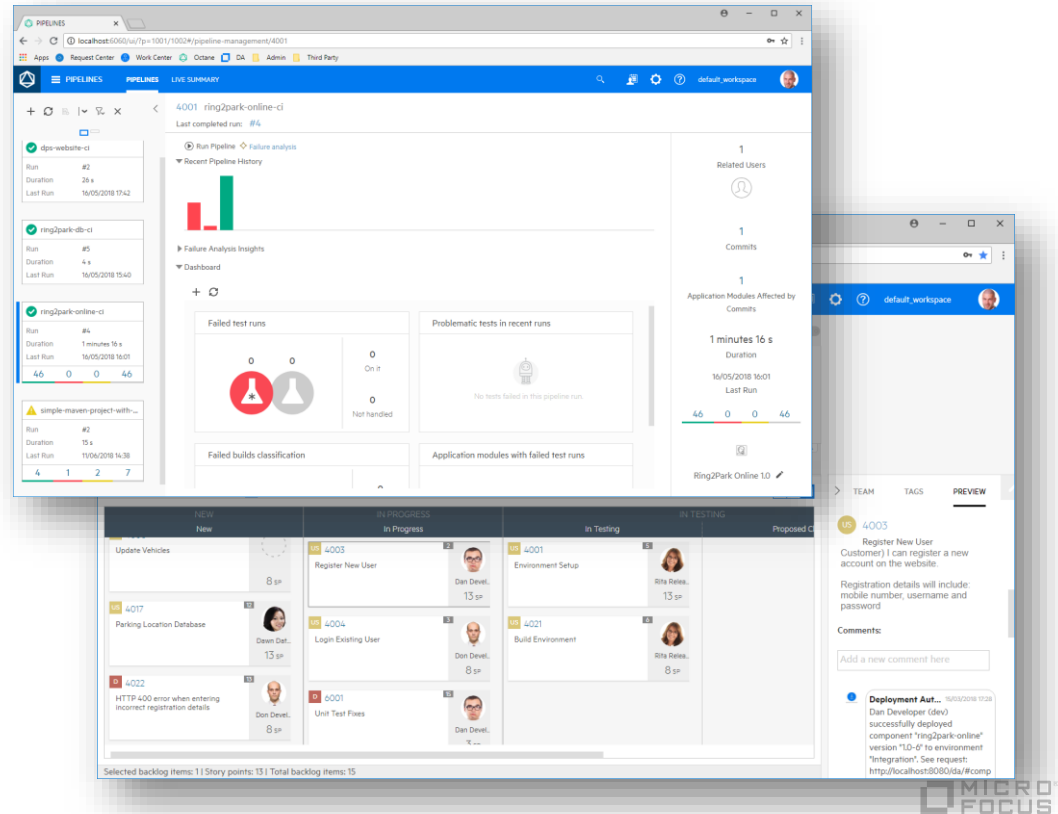 PIPELINES
localhost:6060/ui/?p=1001/1002#/pipeline-management/4001
Apps Request Center Work Center Octane DA Admin Third Party
PIPELINES PIPELINES LIVE SUMMARY default_workspace
4001 ring2park-online-ci
Last completed run: #4
dps-website-ci
Run #2
Duration 26 s
Last Run 16/05/2018 17:42
ring2park-db-ci
Run #5
Duration 4 s
Last Run 16/05/2018 15:40
ring2park-online-ci
Run #4
Duration 1 minutes 16 s
Last Run 16/05/2018 16:01
46 0 0 46
simple-maven-project-with-...
Run #2
Duration 15 s
Last Run 11/06/2018 14:38
4 1 2 7
Run Pipeline Failure analysis
Recent Pipeline History
Failure Analysis Insights
Dashboard
Failed test runs
0 0
0
On it
0
Not handled
Problematic tests in recent runs
No tests failed in this pipeline run.
Failed builds classification
Application modules with failed test runs
1
Related Users
1
Commits
1
Application Modules Affected by
Commits
1 minutes 16 s
Duration
16/05/2018 16:01
Last Run
46 0 0 46
Ring2Park Online 1.0
default_workspace
NEW IN PROGRESS IN TESTING
New In Progress In Testing Proposed Cl
Update Vehicles
8 SP
US 4017 12
Parking Location Database
Dawn Dat..
13 SP
D 4022 15
HTTP 400 error when entering
incorrect registration details
Don Devel..
8 SP
US 4003 2
Register New User
Dan Devel..
13 SP
US 4004 3
Login Existing User
Don Devel..
8 SP
D 6001 16
Unit Test Fixes
Dan Devel..
US 4001 5
Environment Setup
Rita Relea..
13 SP
US 4021 6
Build Environment
Rita Relea..
8 SP
Selected backlog items: 1 | Story points: 13 | Total backlog items: 15
TEAM TAGS PREVIEW
US 4003
Register New User
Customer) I can register a new
account on the website.
Registration details will include:
mobile number, username and
password
Comments:
Add a new comment here
Deployment Aut... 16/03/2018 17:28
Dan Developer (dev)
successfully deployed
component "ring2park-online"
version "1.0-6" to environment
"Integration". See request:
http://localhost:8080/da/#comp
MICRO
FOCUS